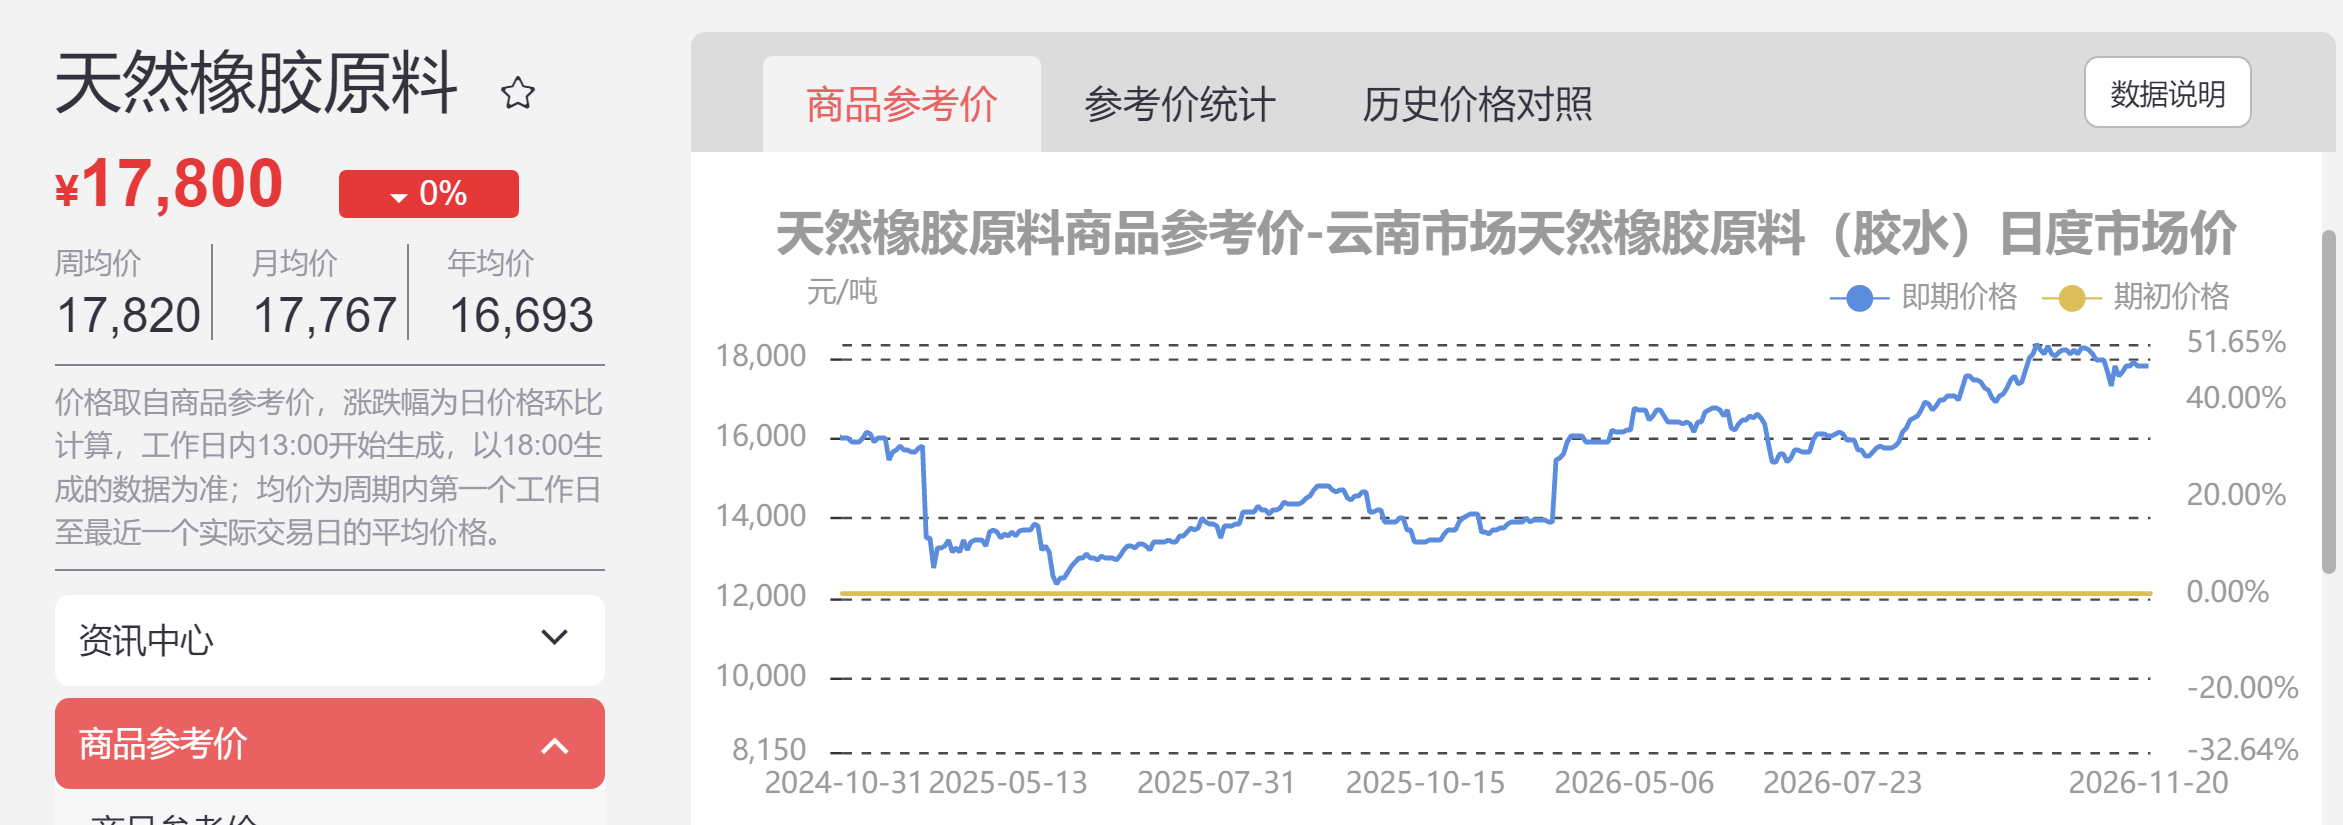 天然橡胶原料
¥17,800
0%
周均价 月均价 年均价
17,820 17,767 16,693
价格取自商品参考价，涨跌幅为日价格环比
计算，工作日内13:00开始生成，以18:00生
成的数据为准；均价为周期内第一个工作日
至最近一个实际交易日的平均价格。
资讯中心
商品参考价
商品参考价
商品参考价 参考价统计 历史价格对照
数据说明
天然橡胶原料商品参考价-云南市场天然橡胶原料（胶水）日度市场价
元/吨
即期价格 期初价格
18,000
16,000
14,000
12,000
10,000
8,150
51.65%
40.00%
20.00%
0.00%
-20.00%
-32.64%
2024-10-31 2025-05-13 2025-07-31 2025-10-15 2026-05-06 2026-07-23 2026-11-20